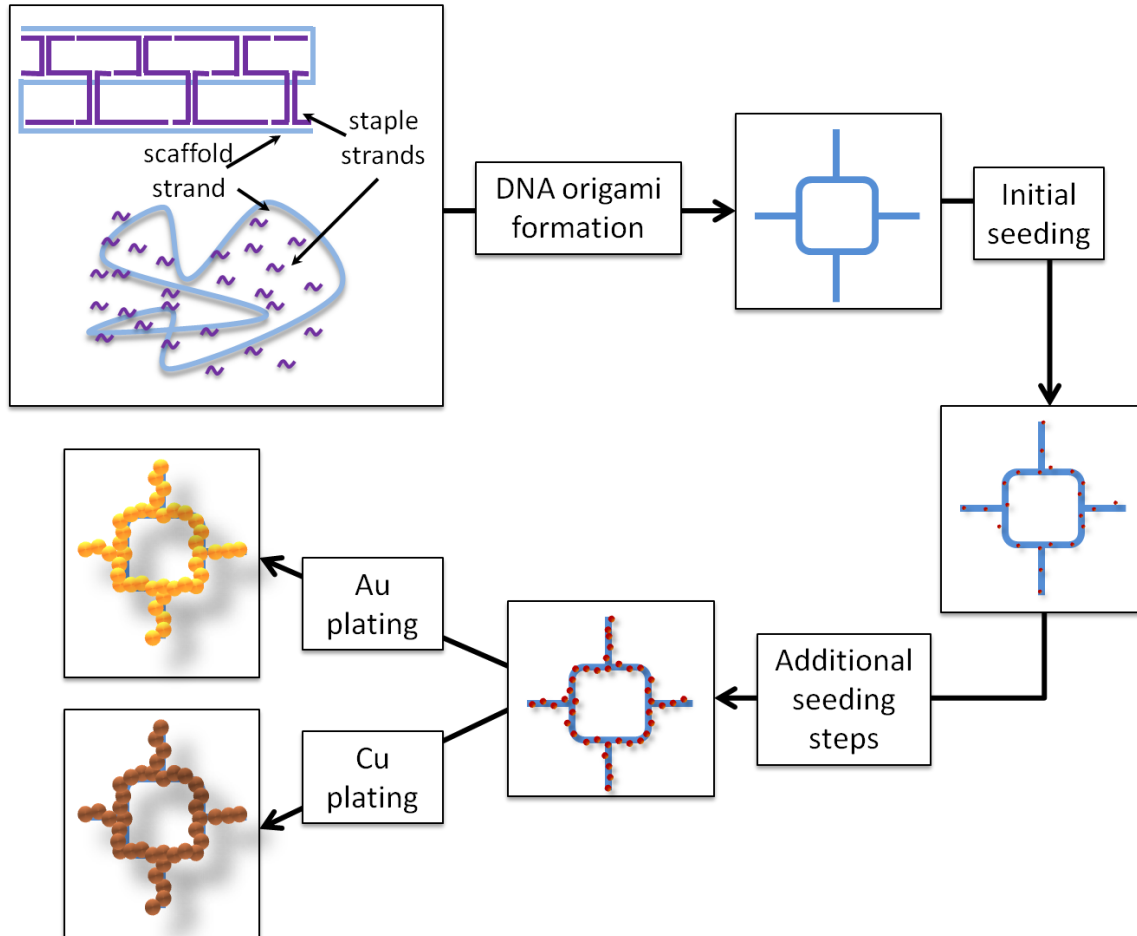 scaffold
strand
staple
strands
DNA origami
formation
Initial
seeding
Additional
seeding
steps
Au
plating
Cu
plating